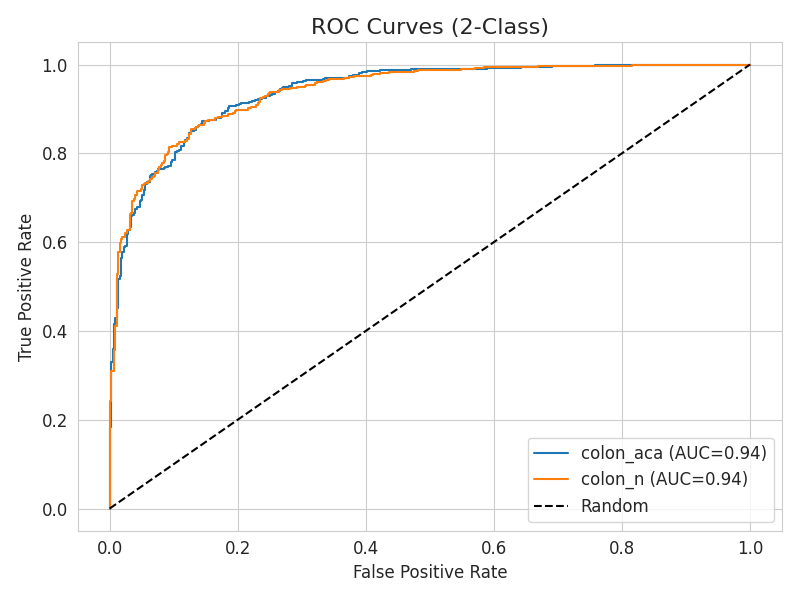 ROC Curves (2-Class)
True Positive Rate
1.0
0.8
0.6
0.4
0.2
0.0
colon_aca (AUC=0.94)
colon_n (AUC=0.94)
Random
0.0 0.2 0.4 0.6 0.8 1.0
False Positive Rate